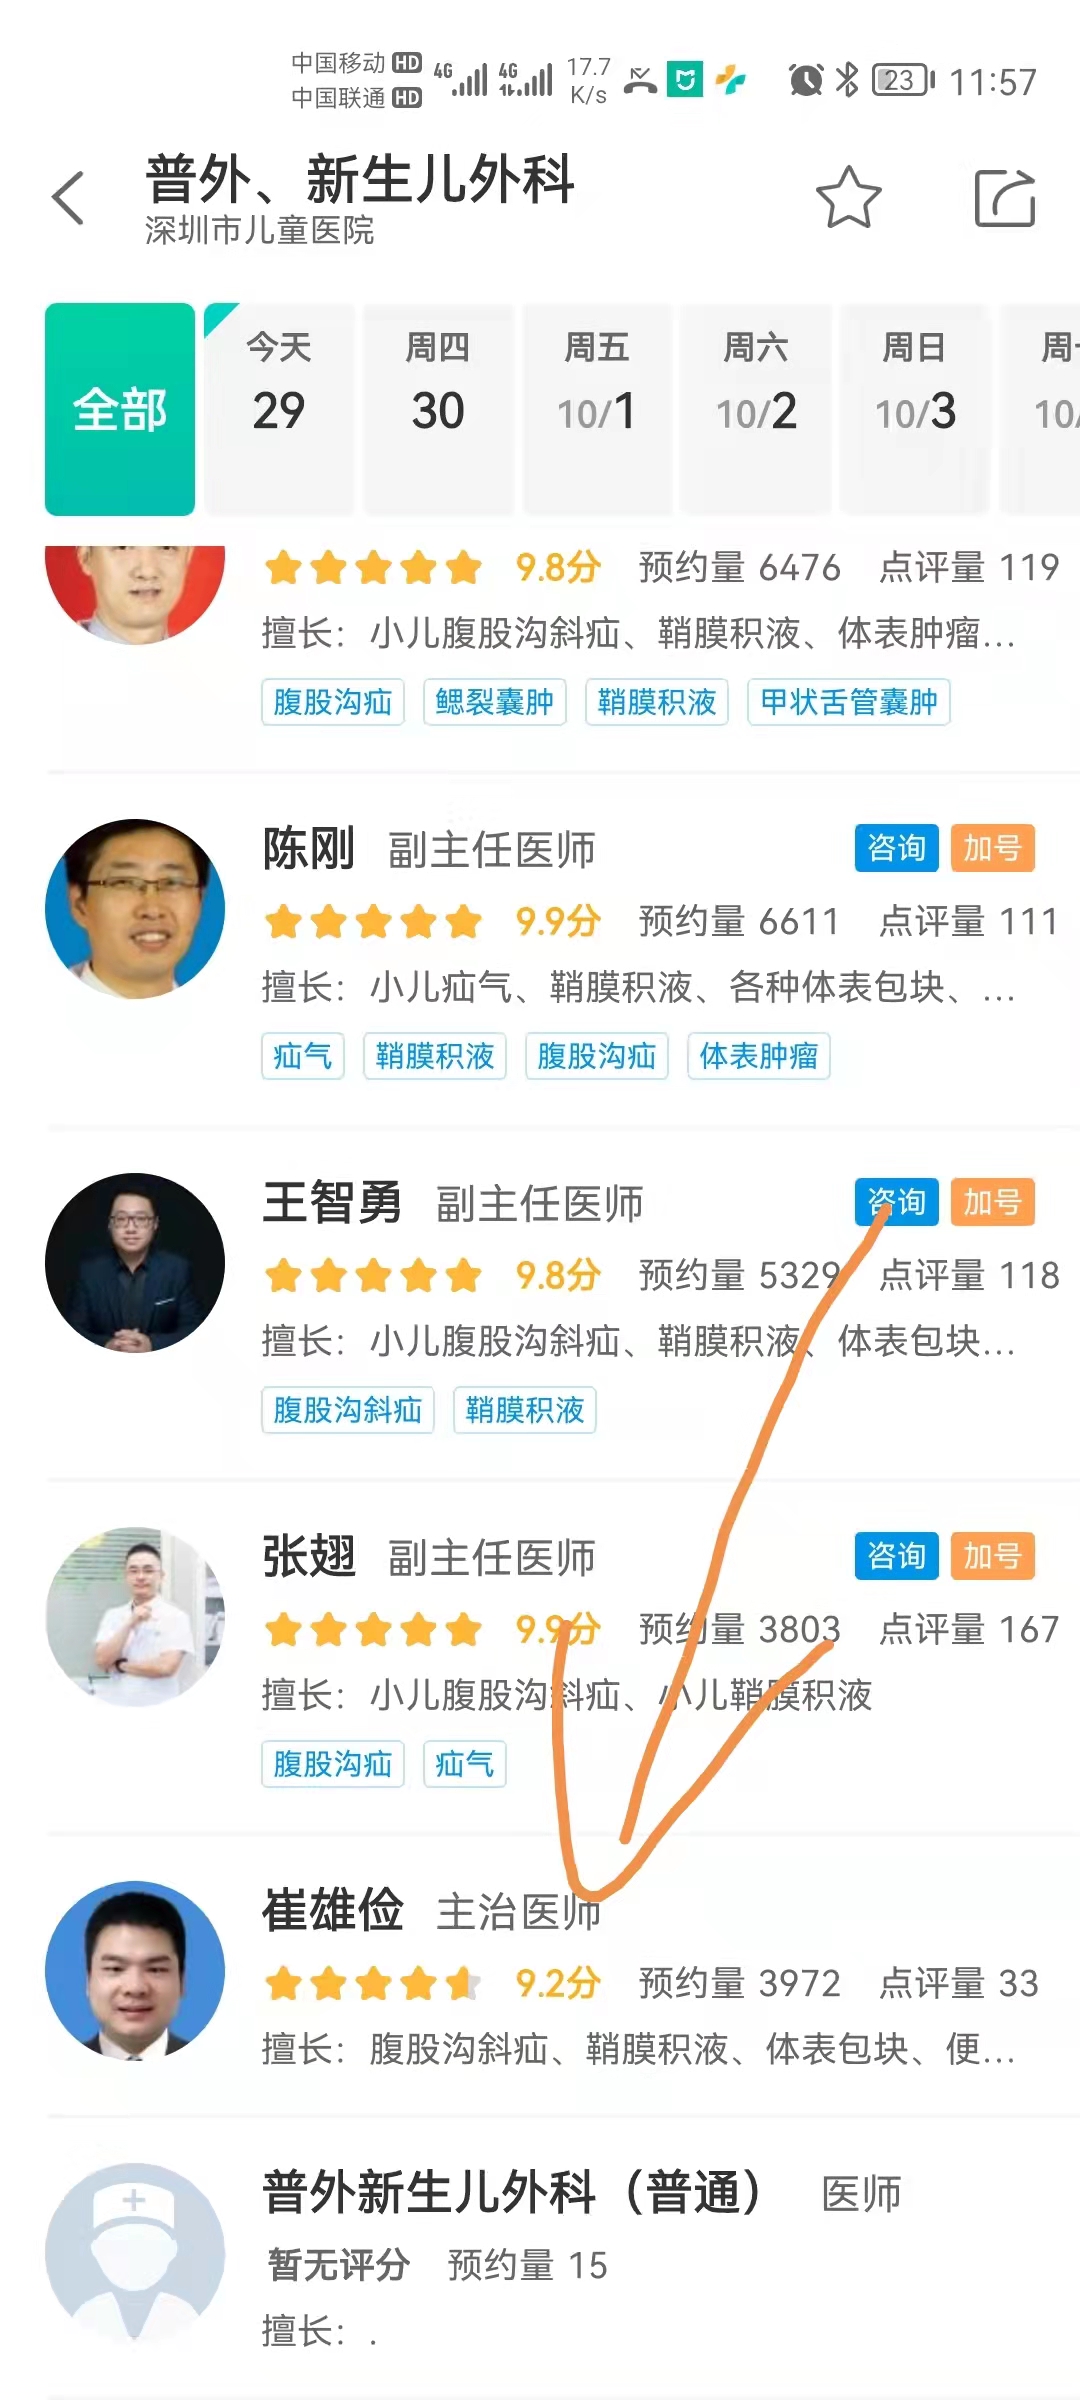 中国移动 HD 4G 4G 17.7 23 11:57
中国联通 HD K/s
普外、新生儿外科
深圳市儿童医院
全部
今天 周四 周五 周六 周日 周
29 30 10/1 10/2 10/3 10/
9.8分 预约量 6476 点评量 119
擅长：小儿腹股沟斜疝、鞘膜积液、体表肿瘤...
腹股沟疝 鳃裂囊肿 鞘膜积液 甲状舌管囊肿
陈刚 副主任医师 咨询 加号
9.9分 预约量 6611 点评量 111
擅长：小儿疝气、鞘膜积液、各种体表包块、...
疝气 鞘膜积液 腹股沟疝 体表肿瘤
王智勇 副主任医师 咨询 加号
9.8分 预约量 5329 点评量 118
擅长：小儿腹股沟斜疝、鞘膜积液、体表包块...
腹股沟斜疝 鞘膜积液
张翅 副主任医师 咨询 加号
9.9分 预约量 3803 点评量 167
擅长：小儿腹股沟斜疝、小儿鞘膜积液
腹股沟疝 疝气
崔雄俭 主治医师
9.2分 预约量 3972 点评量 33
擅长：腹股沟斜疝、鞘膜积液、体表包块、便...
普外新生儿外科（普通） 医师
暂无评分 预约量 15
擅长：.